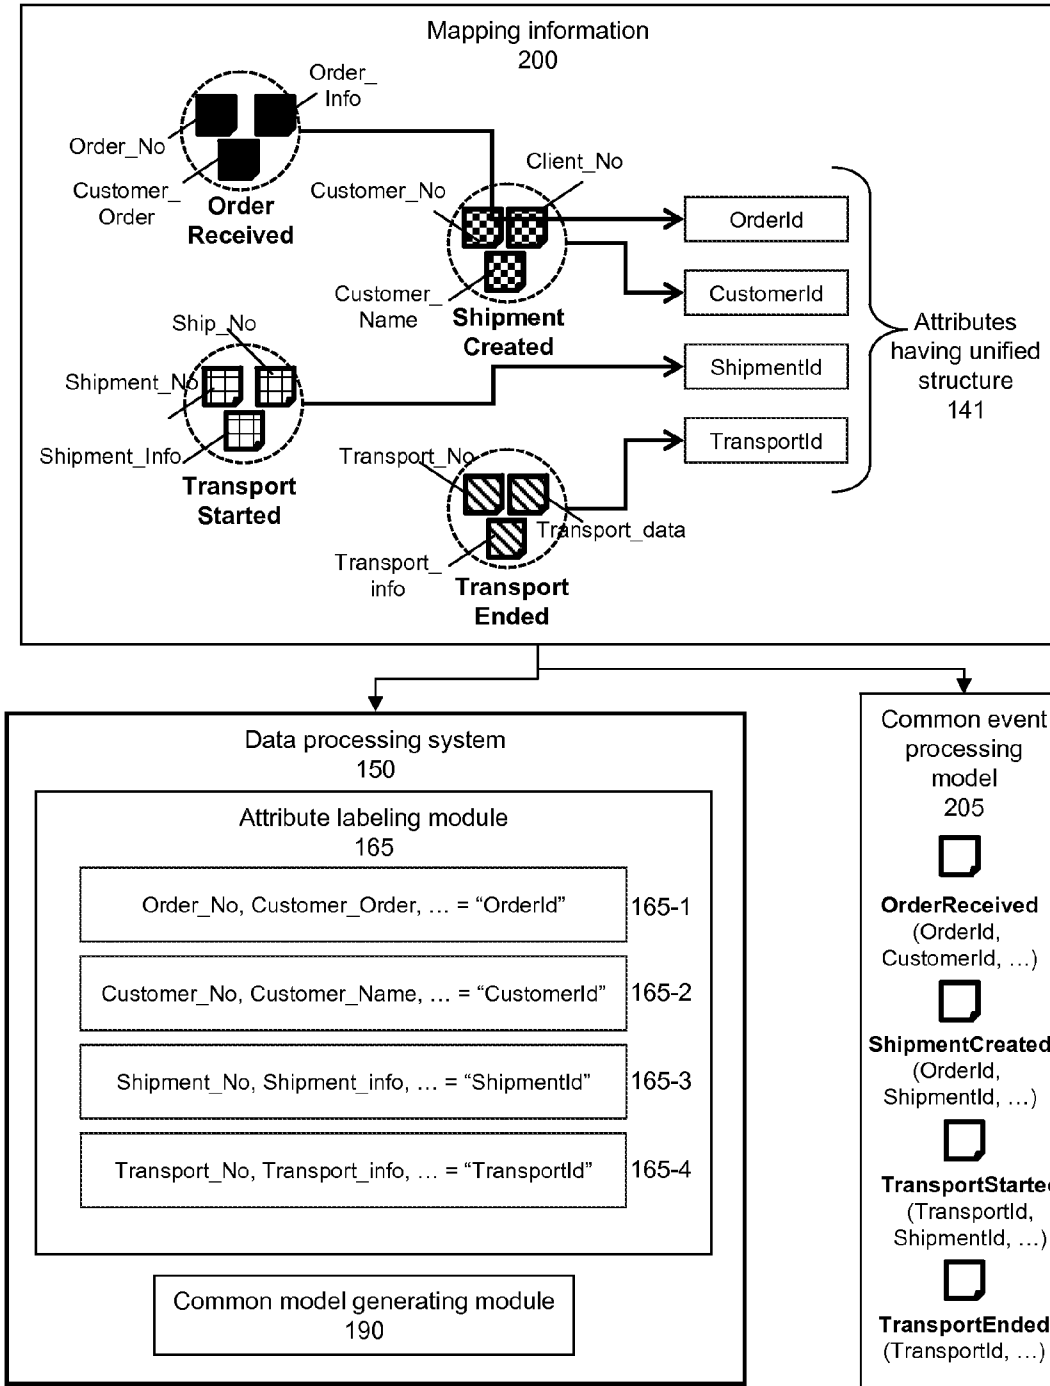 Mapping information
200
Order_
Info
Order_No
Customer_
Order
Order
Received
Client_No
Customer_No
Customer_
Name
Shipment
Created
Ship_No
Shipment_No
Shipment_Info
Transport
Started
Transport_No
Transport_data
Transport_
info
Transport
Ended
OrderId
CustomerId
ShipmentId
TransportId
Attributes
having unified
structure
141
Data processing system
150
Attribute labeling module
165
Order_No, Customer_Order, … = “OrderId”
165-1
Customer_No, Customer_Name, … = “CustomerId”
165-2
Shipment_No, Shipment_info, … = “ShipmentId”
165-3
Transport_No, Transport_info, … = “TransportId”
165-4
Common model generating module
190
Common event
processing
model
205
OrderReceived
(OrderId,
CustomerId, …)
ShipmentCreated
(OrderId,
ShipmentId, …)
TransportStarted
(TransportId,
ShipmentId, …)
TransportEnded
(TransportId, …)